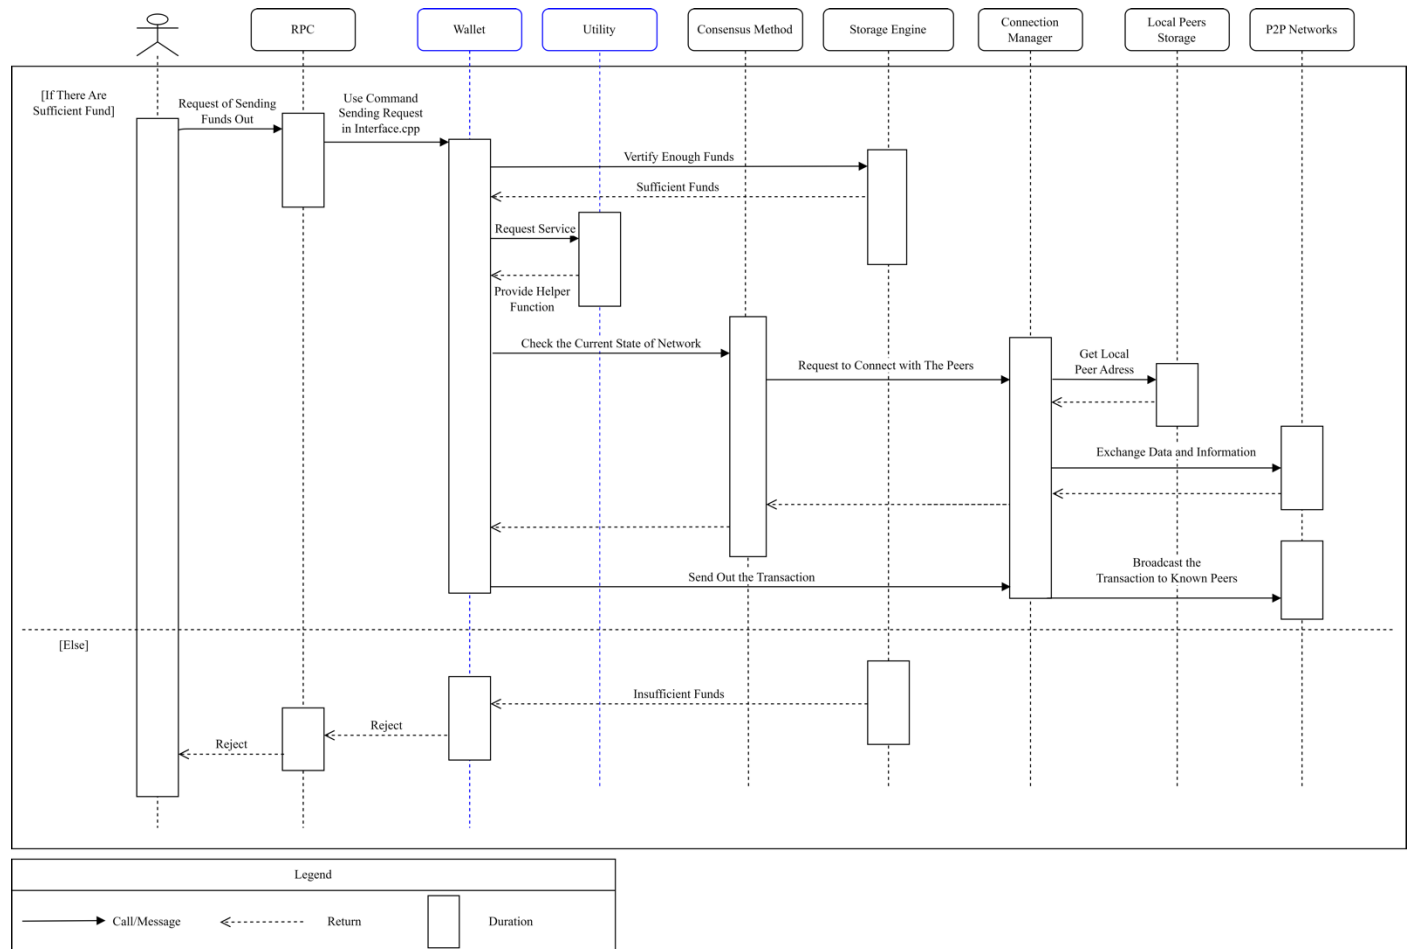 RPC
Wallet
Utility
Consensus Method
Storage Engine
Connection
Manager
Local Peers
Storage
P2P Networks
[If There Are
Sufficient Fund]
Request of Sending
Funds Out
Use Command
Sending Request
in Interface.cpp
Vertify Enough Funds
Sufficient Funds
Request Service
Provide Helper
Function
Check the Current State of Network
Request to Connect with The Peers
Get Local
Peer Adress
Exchange Data and Information
Send Out the Transaction
Broadcast the
Transaction to Known Peers
[Else]
Insufficient Funds
Reject
Reject
Legend
Call/Message
Return
Duration